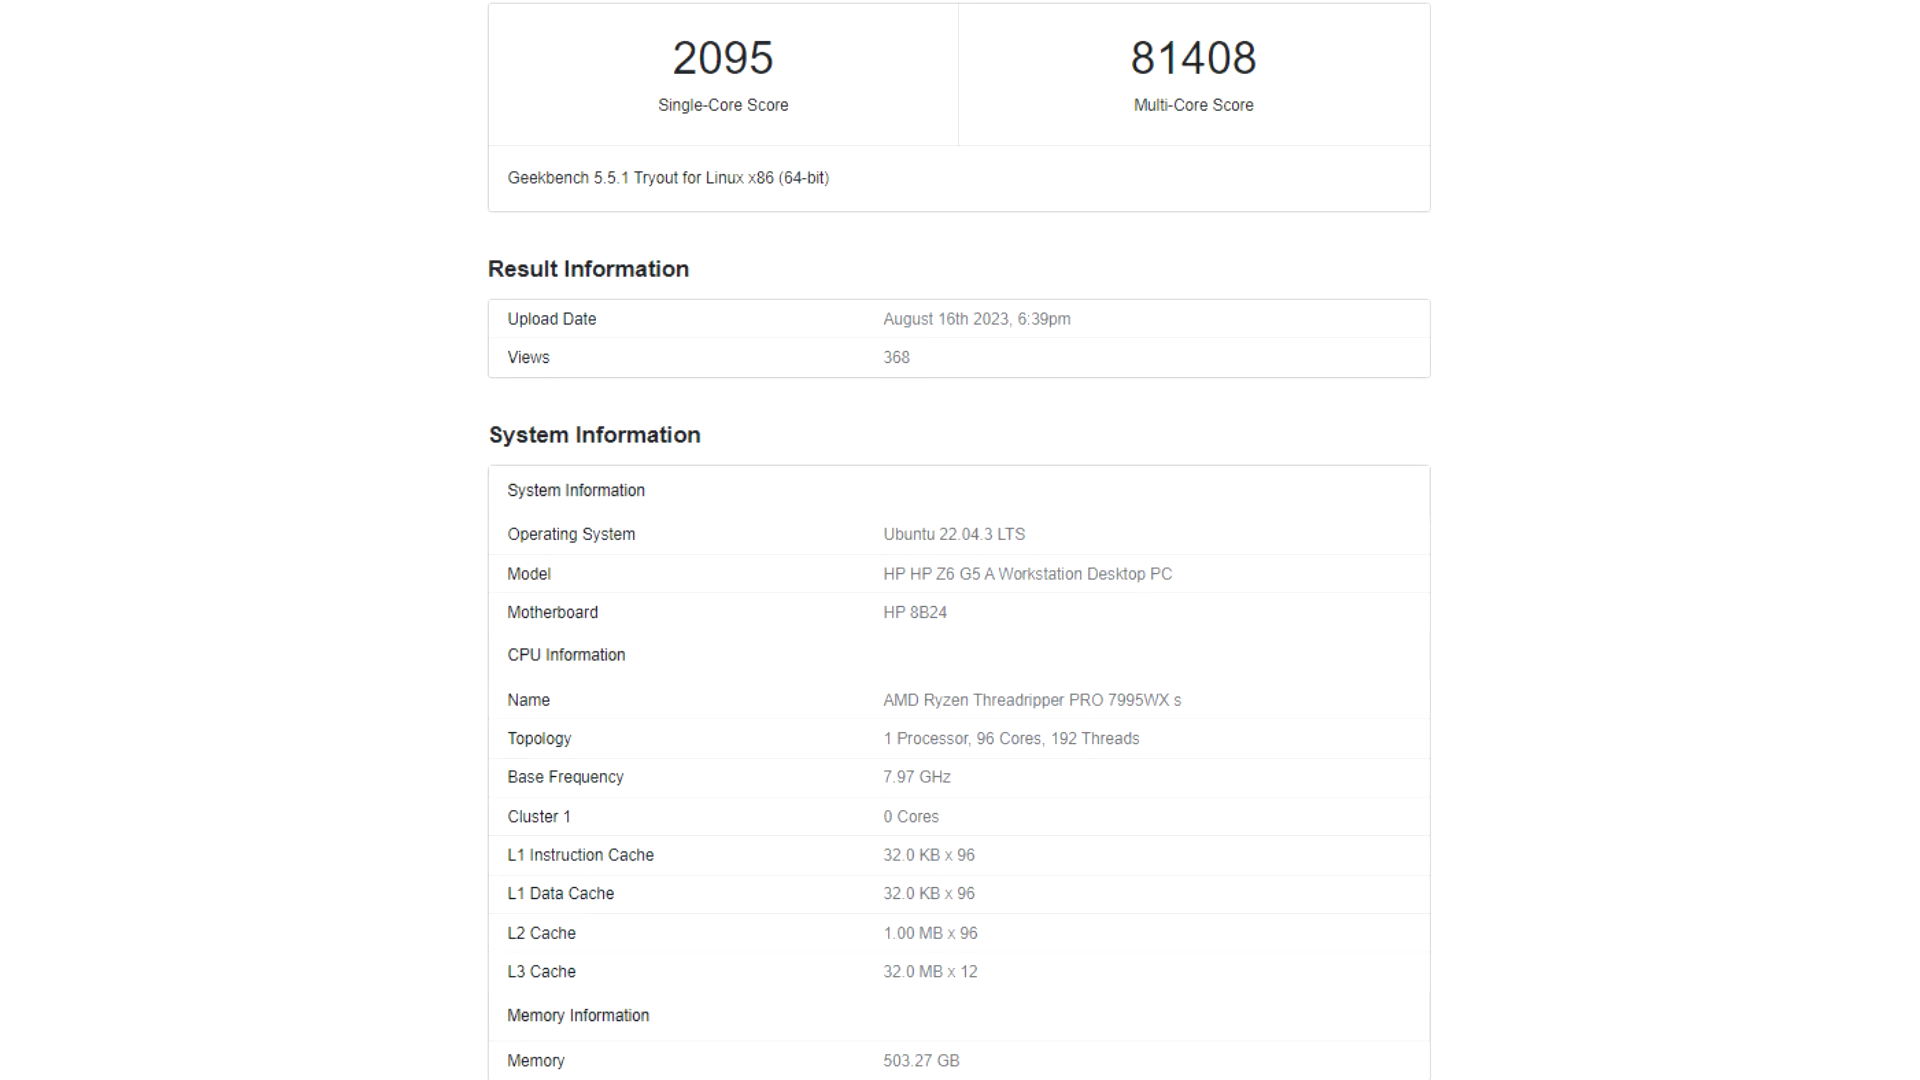 2095
Single-Core Score
81408
Multi-Core Score
Geekbench 5.5.1 Tryout for Linux x86 (64-bit)
Result Information
Upload Date August 16th 2023, 6:39pm
Views 368
System Information
System Information
Operating System Ubuntu 22.04.3 LTS
Model HP HP Z6 G5 A Workstation Desktop PC
Motherboard HP 8B24
CPU Information
Name AMD Ryzen Threadripper PRO 7995WX s
Topology 1 Processor, 96 Cores, 192 Threads
Base Frequency 7.97 GHz
Cluster 1 0 Cores
L1 Instruction Cache 32.0 KB x 96
L1 Data Cache 32.0 KB x 96
L2 Cache 1.00 MB x 96
L3 Cache 32.0 MB x 12
Memory Information
Memory 503.27 GB